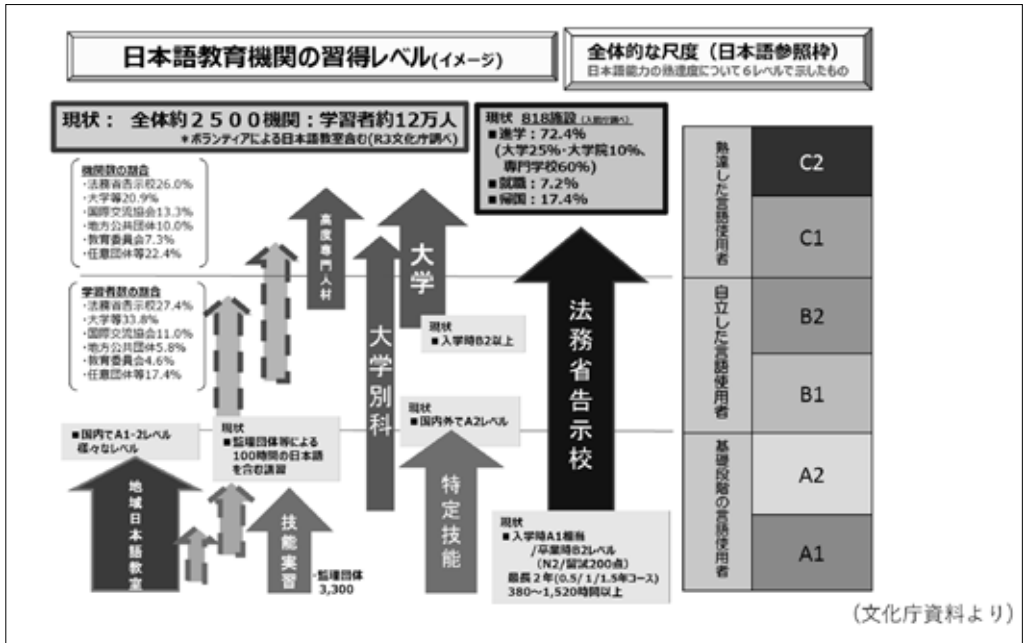 日本語教育機関の習得レベル(イメージ)
全体的な尺度（日本語参照枠）
日本語能力の熟達度について６レベルで示したもの
現状： 全体約２５００機関：学習者約12万人
＊ボランティアによる日本語教室含む(R3文化庁調べ)
現状 818施設（入管庁調べ）
■進学：72.4%
(大学25%・大学院10%、
専門学校60%)
■就職：7.2%
■帰国：17.4%
機関数の割合
・法務省告示校26.0%
・大学等20.9%
・国際交流協会13.3%
・地方公共団体10.0%
・教育委員会7.3%
・任意団体等22.4%
学習者数の割合
・法務省告示校27.4%
・大学等33.8%
・国際交流協会11.0%
・地方公共団体5.8%
・教育委員会4.6%
・任意団体等17.4%
高度専門人材
大学
大学別科
法務省告示校
現状
■入学時B2以上
■国内でA1-2レベル
様々なレベル
現状
■監理団体等による
100時間の日本語
を含む講習
現状
■国内外でA2レベル
地域日本語教室
技能実習
・監理団体
3,300
特定技能
現状
■入学時A1相当
/卒業時B2レベル
（N2/留試200点）
最長２年(0.5/1/1.5年コース)
380～1,520時間以上
熟達した言語使用者
C2
C1
自立した言語使用者
B2
B1
基礎段階の言語使用者
A2
A1
(文化庁資料より)